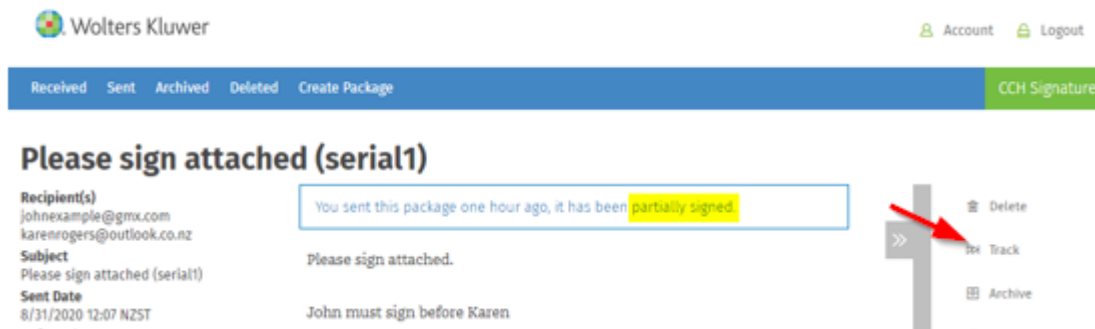 Wolters Kluwer
Account Logout
Received Sent Archived Deleted Create Package CCH Signature
Please sign attached (serial1)
Recipient(s)
johnexample@gmx.com
karenrogers@outlook.co.nz
Subject
Please sign attached (serial1)
Sent Date
8/31/2020 12:07 NZST
You sent this package one hour ago, it has been partially signed.
Please sign attached.
John must sign before Karen
Delete
Track
Archive